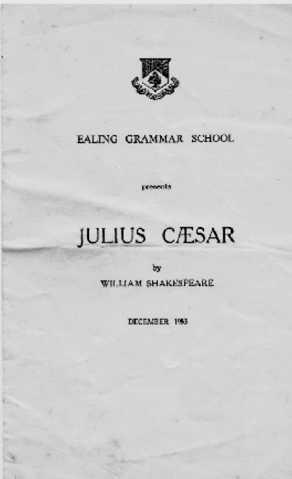 EALING GRAMMAR SCHOOL
presents
JULIUS CÆSAR
by
WILLIAM SHAKESPEARE
DECEMBER 1953